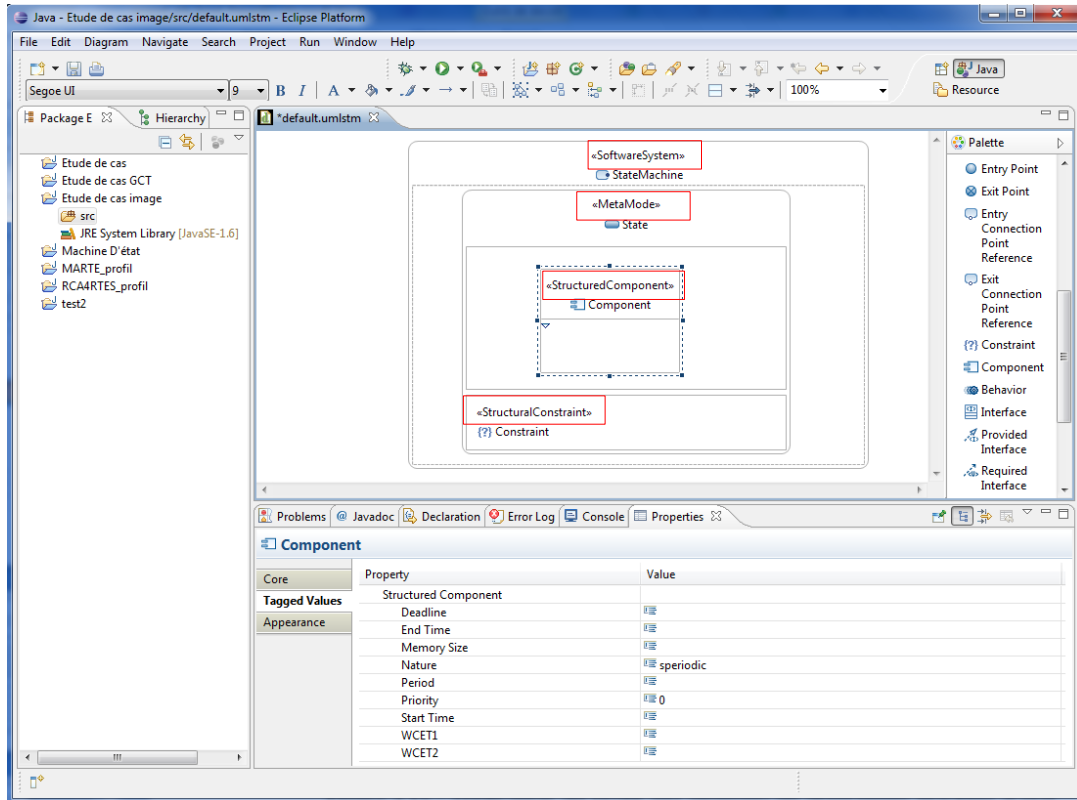 Java - Etude de cas image/src/default.umlstm - Eclipse Platform
File Edit Diagram Navigate Search Project Run Window Help
Java
Segoe UI 9 B I A 100% Resource
Package E Hierarchy
*default.umlstm
Etude de cas
Etude de cas GCT
Etude de cas image
src
JRE System Library [JavaSE-1.6]
Machine D'état
MARTE_profil
RCA4RTES_profil
test2
«SoftwareSystem»
StateMachine
«MetaMode»
State
«StructuredComponent»
Component
«StructuralConstraint»
{?} Constraint
Palette
Entry Point
Exit Point
Entry
Connection
Point
Reference
Exit
Connection
Point
Reference
{?} Constraint
Component
Behavior
Interface
Provided
Interface
Required
Interface
Problems @ Javadoc Declaration Error Log Console Properties
Component
Core
Tagged Values
Appearance
Property Value
Structured Component
Deadline
End Time
Memory Size
Nature speriodic
Period
Priority 0
Start Time
WCET1
WCET2